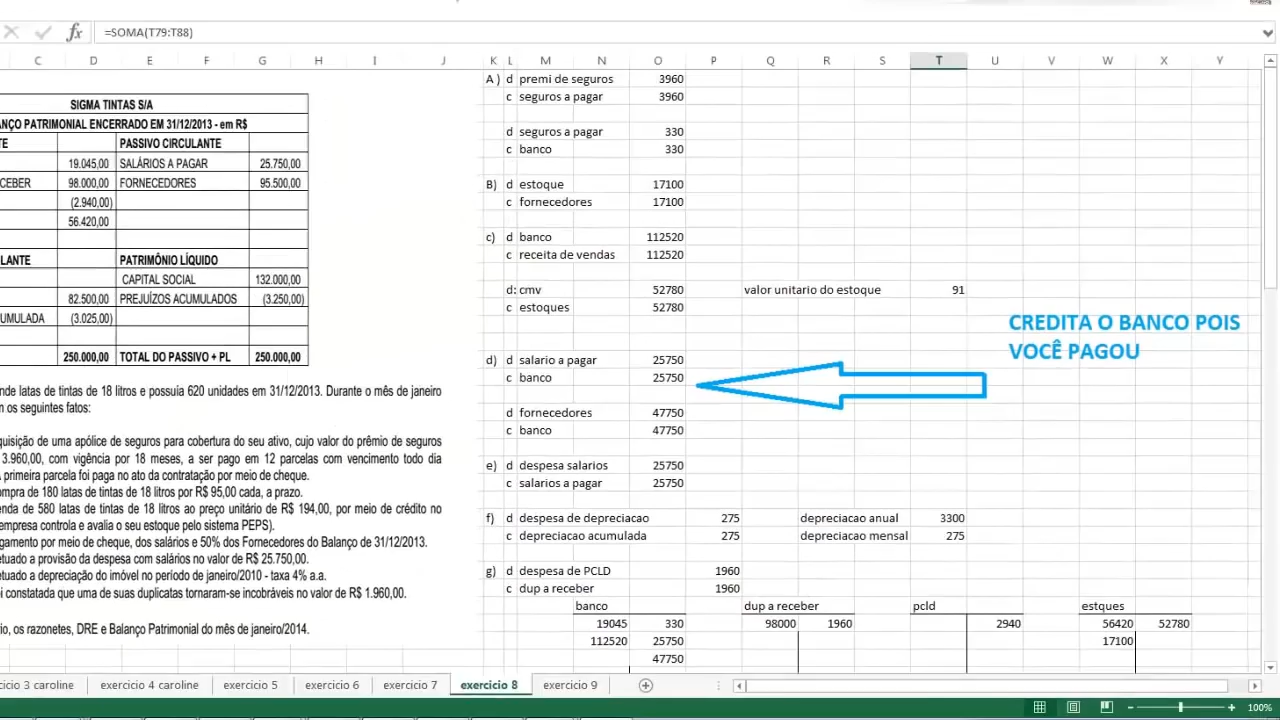 =SOMA(T79:T88)
C D E F G H I J K L M N O P Q R S T U V W X Y
SIGMA TINTAS S/A
ANÇO PATRIMONIAL ENCERRADO EM 31/12/2013 - em R$
TE PASSIVO CIRCULANTE
19.045,00 SALÁRIOS A PAGAR 25.750,00
CEBER 98.000,00 FORNECEDORES 95.500,00
(2.940,00)
56.420,00
LANTE PATRIMÔNIO LÍQUIDO
CAPITAL SOCIAL 132.000,00
82.500,00 PREJUÍZOS ACUMULADOS (3.250,00)
UMULADA (3.025,00)
250.000,00 TOTAL DO PASSIVO + PL 250.000,00
nde latas de tintas de 18 litros e possuia 620 unidades em 31/12/2013. Durante o mês de janeiro
m os seguintes fatos:
quisição de uma apólice de seguros para cobertura do seu ativo, cujo valor do prêmio de seguros
3.960,00, com vigência por 18 meses, a ser pago em 12 parcelas com vencimento todo dia
A primeira parcela foi paga no ato da contratação por meio de cheque.
ompra de 180 latas de tintas de 18 litros por R$ 95,00 cada, a prazo.
enda de 580 latas de tintas de 18 litros ao preço unitário de R$ 194,00, por meio de crédito no
empresa controla e avalia o seu estoque pelo sistema PEPS).
gamento por meio de cheque, dos salários e 50% dos Fornecedores do Balanço de 31/12/2013.
etuado a provisão da despesa com salários no valor de R$ 25.750,00.
etuado a depreciação do imóvel no período de janeiro/2010 - taxa 4% a.a.
i constatada que uma de suas duplicatas tornaram-se incobráveis no valor de R$ 1.960,00.
rio, os razonetes, DRE e Balanço Patrimonial do mês de janeiro/2014.
A ) d premi de seguros 3960
c seguros a pagar 3960
d seguros a pagar 330
c banco 330
B) d estoque 17100
c fornecedores 17100
c) d banco 112520
c receita de vendas 112520
d: cmv 52780 valor unitario do estoque 91
c estoques 52780
CREDITA O BANCO POIS
VOCÊ PAGOU
d) d salario a pagar 25750
c banco 25750
d fornecedores 47750
c banco 47750
e) d despesa salarios 25750
c salarios a pagar 25750
f) d despesa de depreciacao 275 depreciacao anual 3300
c depreciacao acumulada 275 depreciacao mensal 275
g) d despesa de PCLD 1960
c dup a receber 1960
banco dup a receber pcld estques
19045 330 98000 1960 2940 56420 52780
112520 25750 17100
47750
cicio 3 caroline exercicio 4 caroline exercicio 5 exercicio 6 exercicio 7 exercicio 8 exercicio 9
100%